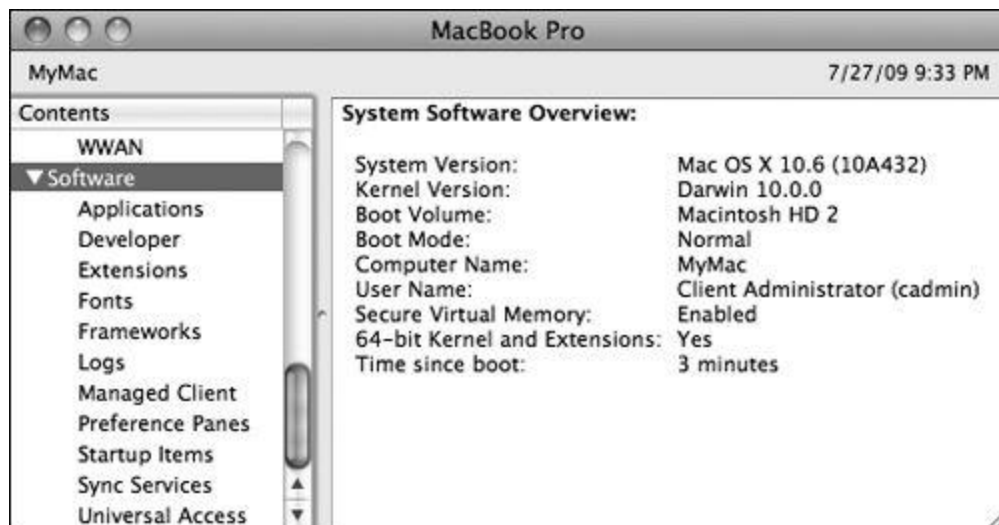 MacBook Pro
MyMac 7/27/09 9:33 PM
Contents
WWAN
Software
Applications
Developer
Extensions
Fonts
Frameworks
Logs
Managed Client
Preference Panes
Startup Items
Sync Services
Universal Access
System Software Overview:
System Version: Mac OS X 10.6 (10A432)
Kernel Version: Darwin 10.0.0
Boot Volume: Macintosh HD 2
Boot Mode: Normal
Computer Name: MyMac
User Name: Client Administrator (cadmin)
Secure Virtual Memory: Enabled
64-bit Kernel and Extensions: Yes
Time since boot: 3 minutes